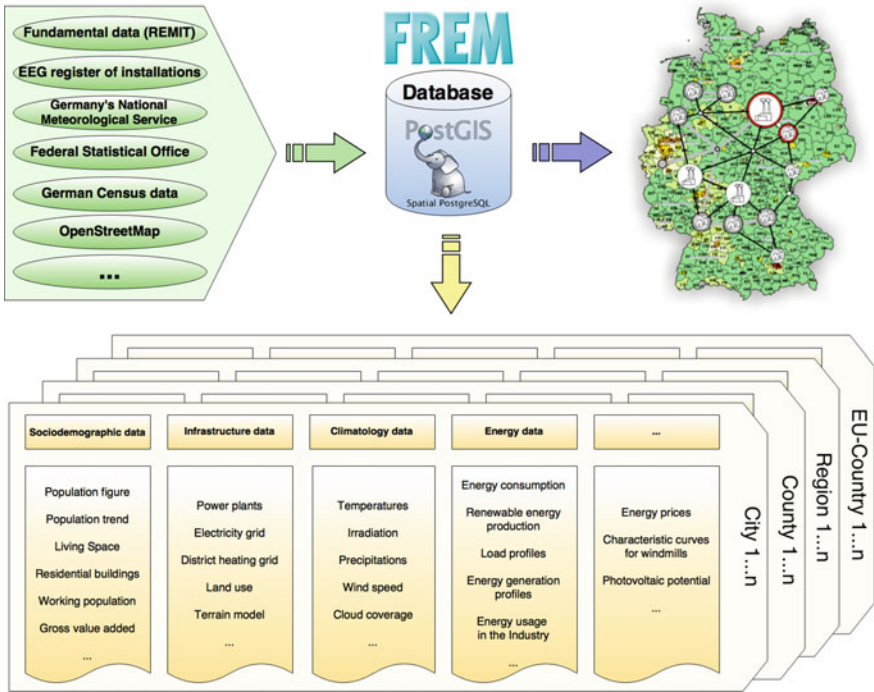 Fundamental data (REMIT)
EEG register of installations
Germany's National
Meteorological Service
Federal Statistical Office
German Census data
OpenStreetMap
...
FREM
Database
PostGIS
Spatial PostgreSQL
Sociodemographic data
Population figure
Population trend
Living Space
Residential buildings
Working population
Gross value added
...
Infrastructure data
Power plants
Electricity grid
District heating grid
Land use
Terrain model
...
Climatology data
Temperatures
Irradiation
Precipitations
Wind speed
Cloud coverage
...
Energy data
Energy consumption
Renewable energy
production
Load profiles
Energy generation
profiles
Energy usage
in the Industry
...
...
Energy prices
Characteristic curves
for windmills
Photovoltaic potential
...
City 1...n
County 1...n
Region 1...n
EU-Country 1...n